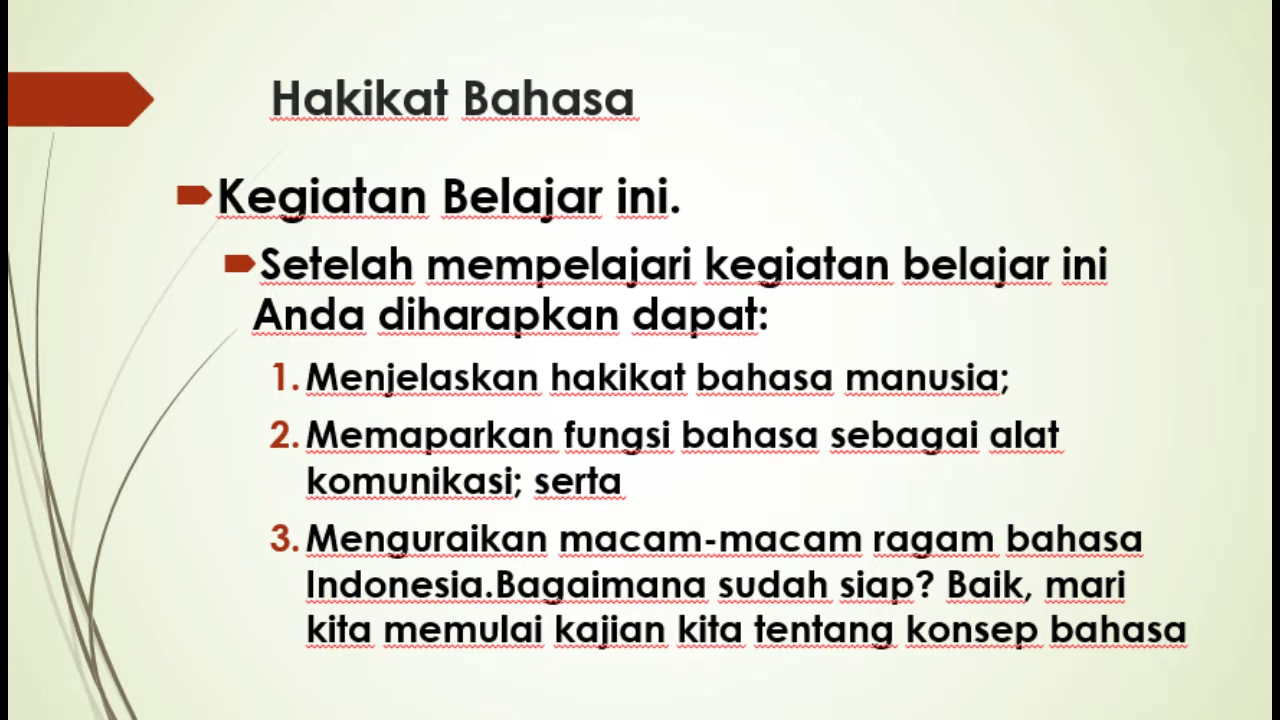 Hakikat Bahasa
Kegiatan Belajar ini.
Setelah mempelajari kegiatan belajar ini
Anda diharapkan dapat:
1. Menjelaskan hakikat bahasa manusia;
2. Memaparkan fungsi bahasa sebagai alat
komunikasi; serta
3. Menguraikan macam-macam ragam bahasa
Indonesia.Bagaimana sudah siap? Baik, mari
kita memulai kajian kita tentang konsep bahasa